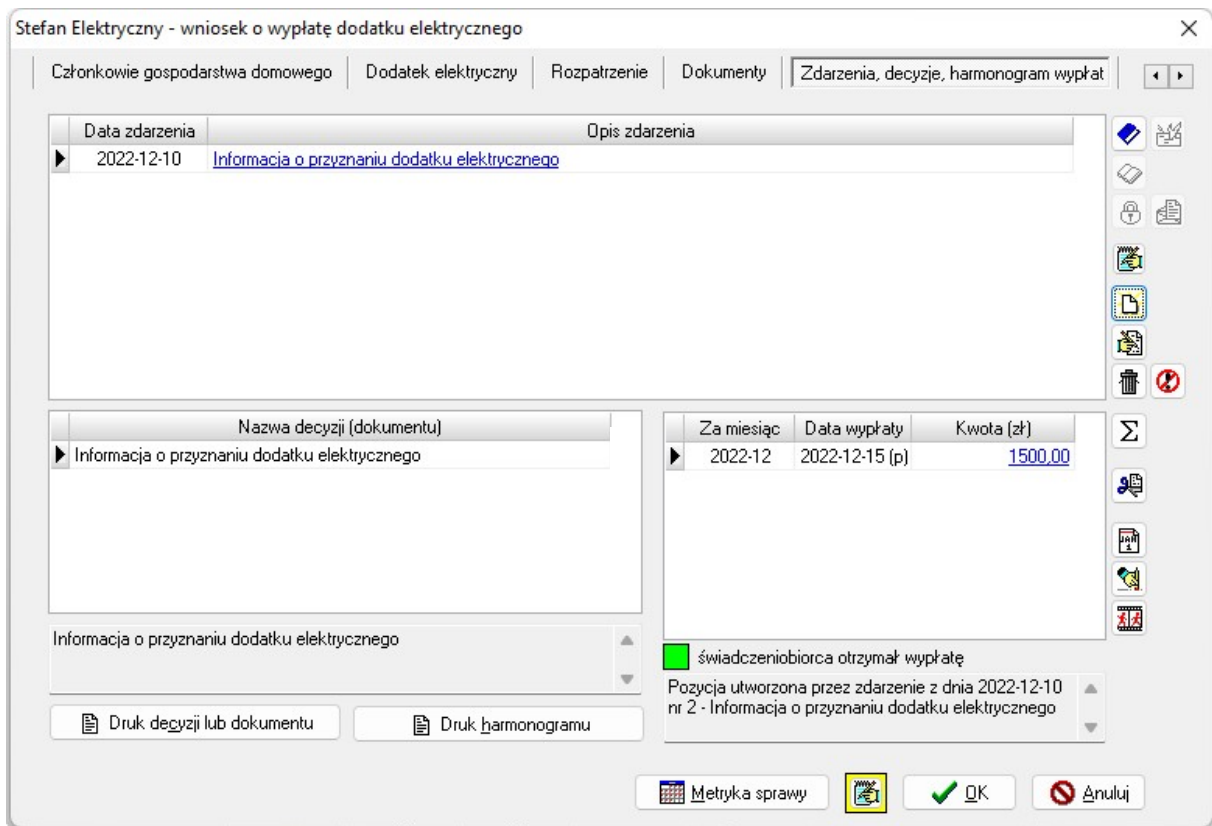 Stefan Elektryczny - wniosek o wypłatę dodatku elektrycznego
Członkowie gospodarstwa domowego Dodatek elektryczny Rozpatrzenie Dokumenty Zdarzenia, decyzje, harmonogram wypłat
Data zdarzenia Opis zdarzenia
2022-12-10 Informacja o przyznaniu dodatku elektrycznego
Nazwa decyzji (dokumentu)
Informacja o przyznaniu dodatku elektrycznego
Za miesiąc Data wypłaty Kwota (zł)
2022-12 2022-12-15 (p) 1500,00
Informacja o przyznaniu dodatku elektrycznego
świadczeniobiorca otrzymał wypłatę
Pozycja utworzona przez zdarzenie z dnia 2022-12-10
nr 2 - Informacja o przyznaniu dodatku elektrycznego
Druk decyzji lub dokumentu Druk harmonogramu
Metryka sprawy OK Anuluj